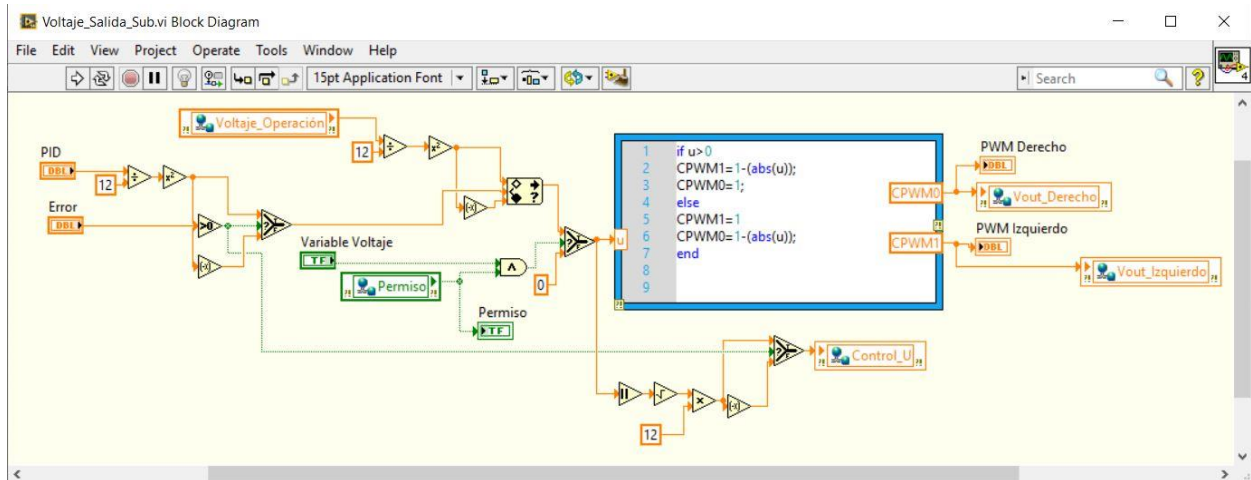 Voltaje_Salida_Sub.vi Block Diagram
File Edit View Project Operate Tools Window Help
15pt Application Font
Search
4
Voltaje_Operación
12
PID
DBL
12
Error
DBL
Variable Voltaje
TF
Permiso
Permiso
TF
0
1 if u>0
2 CPWM1=1-(abs(u));
3 CPWM0=1;
4 else
5 CPWM1=1
6 CPWM0=1-(abs(u));
7 end
8
9
u
CPWM0
CPWM1
PWM Derecho
DBL
Vout_Derecho
PWM Izquierdo
DBL
Vout_Izquierdo
Control_U
12